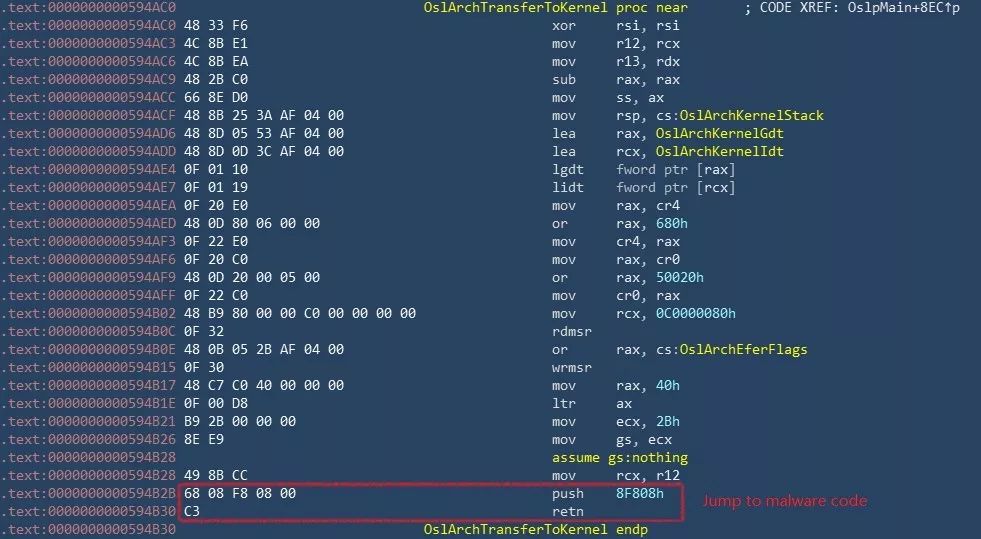 .text:0000000000594AC0 OslArchTransferToKernel proc near ; CODE XREF: OslpMain+8EC↑p
.text:0000000000594AC0 48 33 F6 xor rsi, rsi
.text:0000000000594AC3 4C 8B E1 mov r12, rcx
.text:0000000000594AC6 4C 8B EA mov r13, rdx
.text:0000000000594AC9 48 2B C0 sub rax, rax
.text:0000000000594ACC 66 8E D0 mov ss, ax
.text:0000000000594ACF 48 8B 25 3A AF 04 00 mov rsp, cs:OslArchKernelStack
.text:0000000000594AD6 48 8D 05 53 AF 04 00 lea rax, OslArchKernelGdt
.text:0000000000594ADD 48 8D 0D 3C AF 04 00 lea rcx, OslArchKernelIdt
.text:0000000000594AE4 0F 01 10 lgdt fword ptr [rax]
.text:0000000000594AE7 0F 01 19 lidt fword ptr [rcx]
.text:0000000000594AEA 0F 20 E0 mov rax, cr4
.text:0000000000594AED 48 0D 80 06 00 00 or rax, 680h
.text:0000000000594AF3 0F 22 E0 mov cr4, rax
.text:0000000000594AF6 0F 20 C0 mov rax, cr0
.text:0000000000594AF9 48 0D 20 00 05 00 or rax, 50020h
.text:0000000000594AFF 0F 22 C0 mov cr0, rax
.text:0000000000594B02 48 B9 80 00 00 C0 00 00 00 00 mov rcx, 0C0000080h
.text:0000000000594B0C 0F 32 rdmsr
.text:0000000000594B0E 48 0B 05 2B AF 04 00 or rax, cs:OslArchEferFlags
.text:0000000000594B15 0F 30 wrmsr
.text:0000000000594B17 48 C7 C0 40 00 00 00 mov rax, 40h
.text:0000000000594B1E 0F 00 D8 ltr ax
.text:0000000000594B21 B9 2B 00 00 00 mov ecx, 2Bh
.text:0000000000594B26 8E E9 mov gs, ecx
.text:0000000000594B28 assume gs:nothing
.text:0000000000594B28 49 8B CC mov rcx, r12
.text:0000000000594B2B 68 08 F8 08 00 push 8F808h Jump to malware code
.text:0000000000594B30 C3 retn
.text:0000000000594B30 OslArchTransferToKernel endp